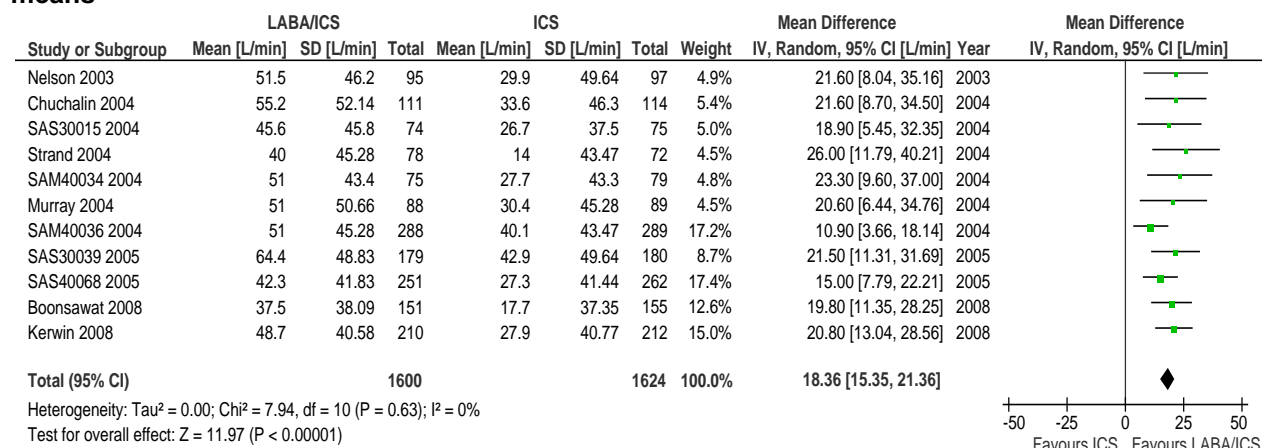 means
LABA/ICS ICS Mean Difference Mean Difference
Study or Subgroup Mean [L/min] SD [L/min] Total Mean [L/min] SD [L/min] Total Weight IV, Random, 95% CI [L/min] Year IV, Random, 95% CI [L/min]
Nelson 2003 51.5 46.2 95 29.9 49.64 97 4.9% 21.60 [8.04, 35.16] 2003
Chuchalin 2004 55.2 52.14 111 33.6 46.3 114 5.4% 21.60 [8.70, 34.50] 2004
SAS30015 2004 45.6 45.8 74 26.7 37.5 75 5.0% 18.90 [5.45, 32.35] 2004
Strand 2004 40 45.28 78 14 43.47 72 4.5% 26.00 [11.79, 40.21] 2004
SAM40034 2004 51 43.4 75 27.7 43.3 79 4.8% 23.30 [9.60, 37.00] 2004
Murray 2004 51 50.66 88 30.4 45.28 89 4.5% 20.60 [6.44, 34.76] 2004
SAM40036 2004 51 45.28 288 40.1 43.47 289 17.2% 10.90 [3.66, 18.14] 2004
SAS30039 2005 64.4 48.83 179 42.9 49.64 180 8.7% 21.50 [11.31, 31.69] 2005
SAS40068 2005 42.3 41.83 251 27.3 41.44 262 17.4% 15.00 [7.79, 22.21] 2005
Boonsawat 2008 37.5 38.09 151 17.7 37.35 155 12.6% 19.80 [11.35, 28.25] 2008
Kerwin 2008 48.7 40.58 210 27.9 40.77 212 15.0% 20.80 [13.04, 28.56] 2008
Total (95% CI) 1600 1624 100.0% 18.36 [15.35, 21.36]
Heterogeneity: Tau² = 0.00; Chi² = 7.94, df = 10 (P = 0.63); I² = 0%
Test for overall effect: Z = 11.97 (P < 0.00001)
-50 -25 0 25 50
Favours ICS Favours LABA/ICS